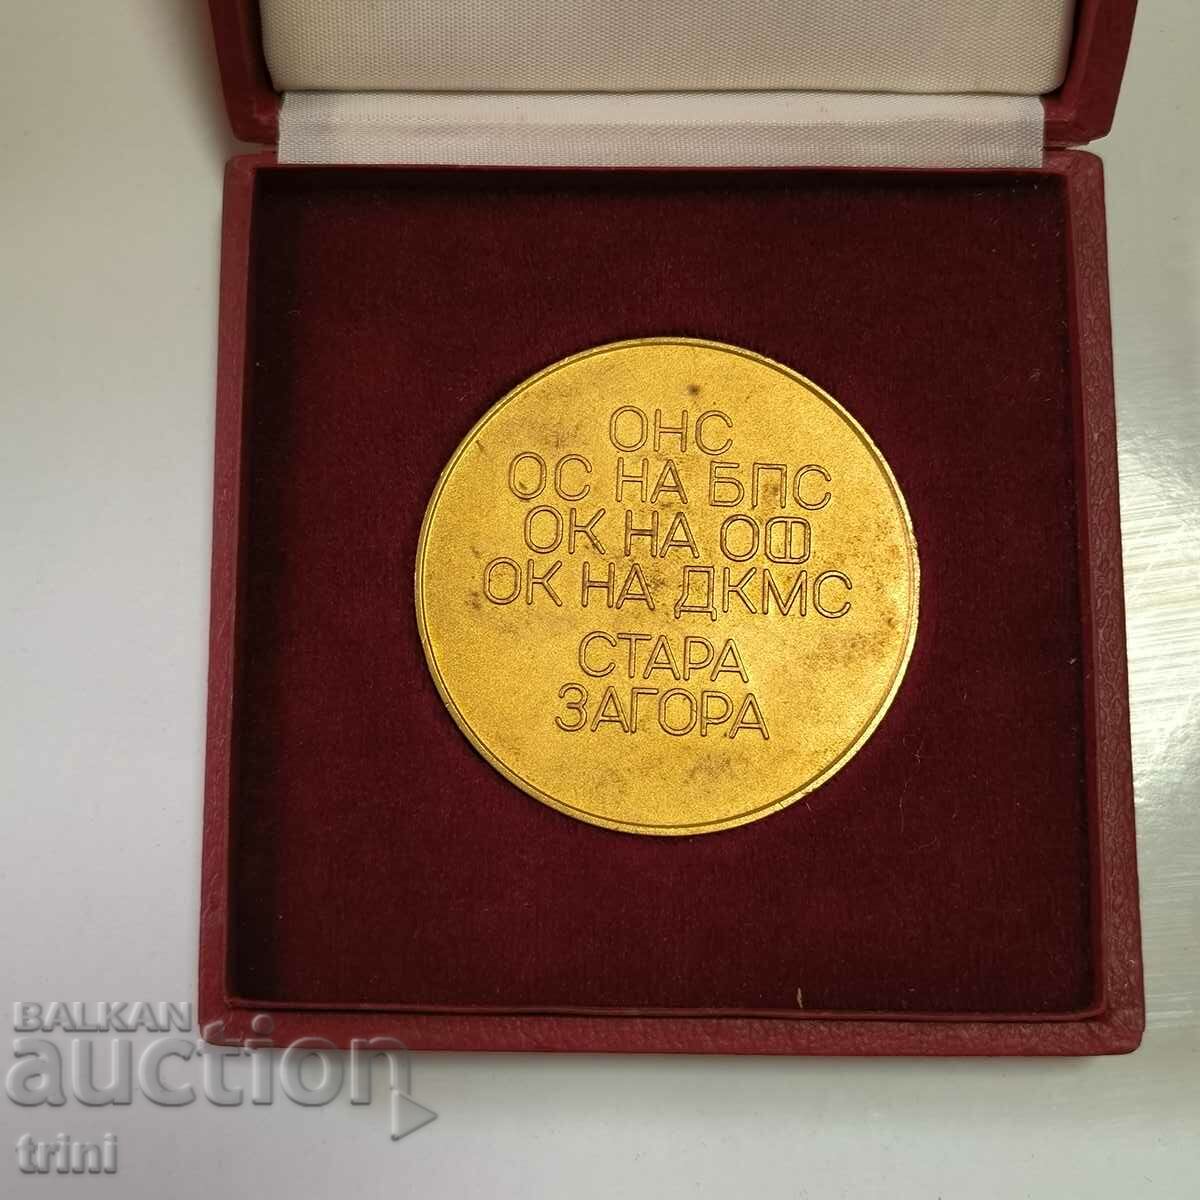 ОНС
ОС НА БПС
ОК НА ОФ
ОК НА ДКМС
СТАРА
ЗАГОРА
BALKAN
auction
trini